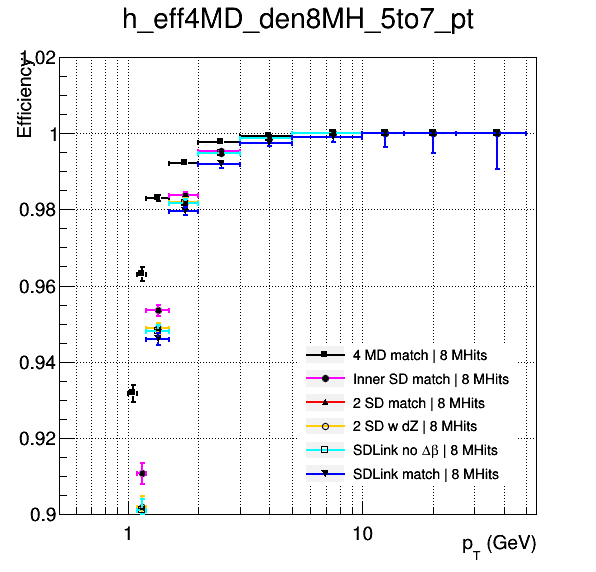 h_eff4MD_den8MH_5to7_pt
Efficiency
1.02
1
0.98
0.96
0.94
0.92
0.9
4 MD match | 8 MHits
Inner SD match | 8 MHits
2 SD match | 8 MHits
2 SD w dZ | 8 MHits
SDLink no Δβ | 8 MHits
SDLink match | 8 MHits
1
10
p_T (GeV)